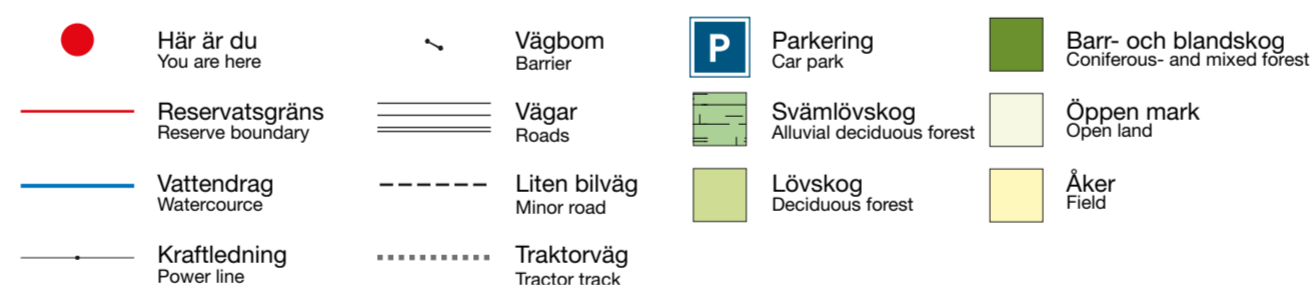 Här är du
You are here
Reservatsgräns
Reserve boundary
Vattendrag
Watercource
Kraftledning
Power line
Vägbom
Barrier
Vägar
Roads
Liten bilväg
Minor road
Traktorväg
Tractor track
P
Parkering
Car park
Svämlövskog
Alluvial deciduous forest
Lövskog
Deciduous forest
Barr- och blandskog
Coniferous- and mixed forest
Öppen mark
Open land
Åker
Field